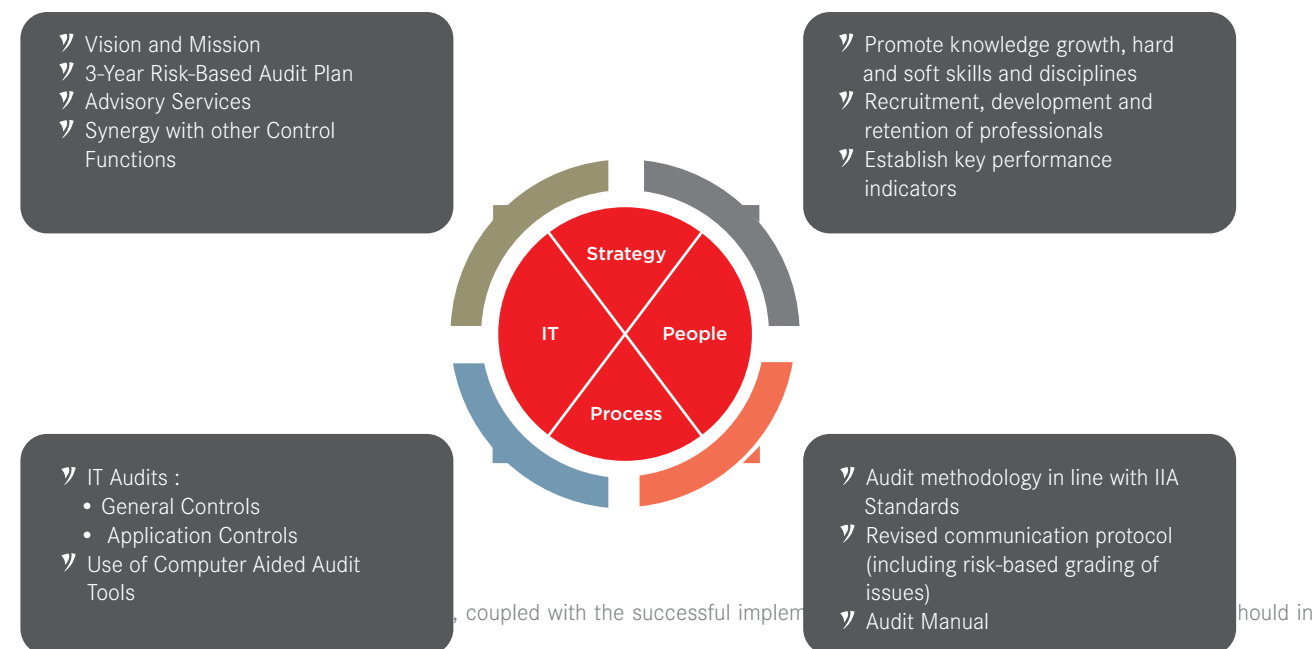 Vision and Mission
3-Year Risk-Based Audit Plan
Advisory Services
Synergy with other Control
Functions
Promote knowledge growth, hard
and soft skills and disciplines
Recruitment, development and
retention of professionals
Establish key performance
indicators
Strategy
IT
People
Process
IT Audits :
• General Controls
• Application Controls
Use of Computer Aided Audit
Tools
Audit methodology in line with IIA
Standards
Revised communication protocol
(including risk-based grading of
issues)
Audit Manual
, coupled with the successful in